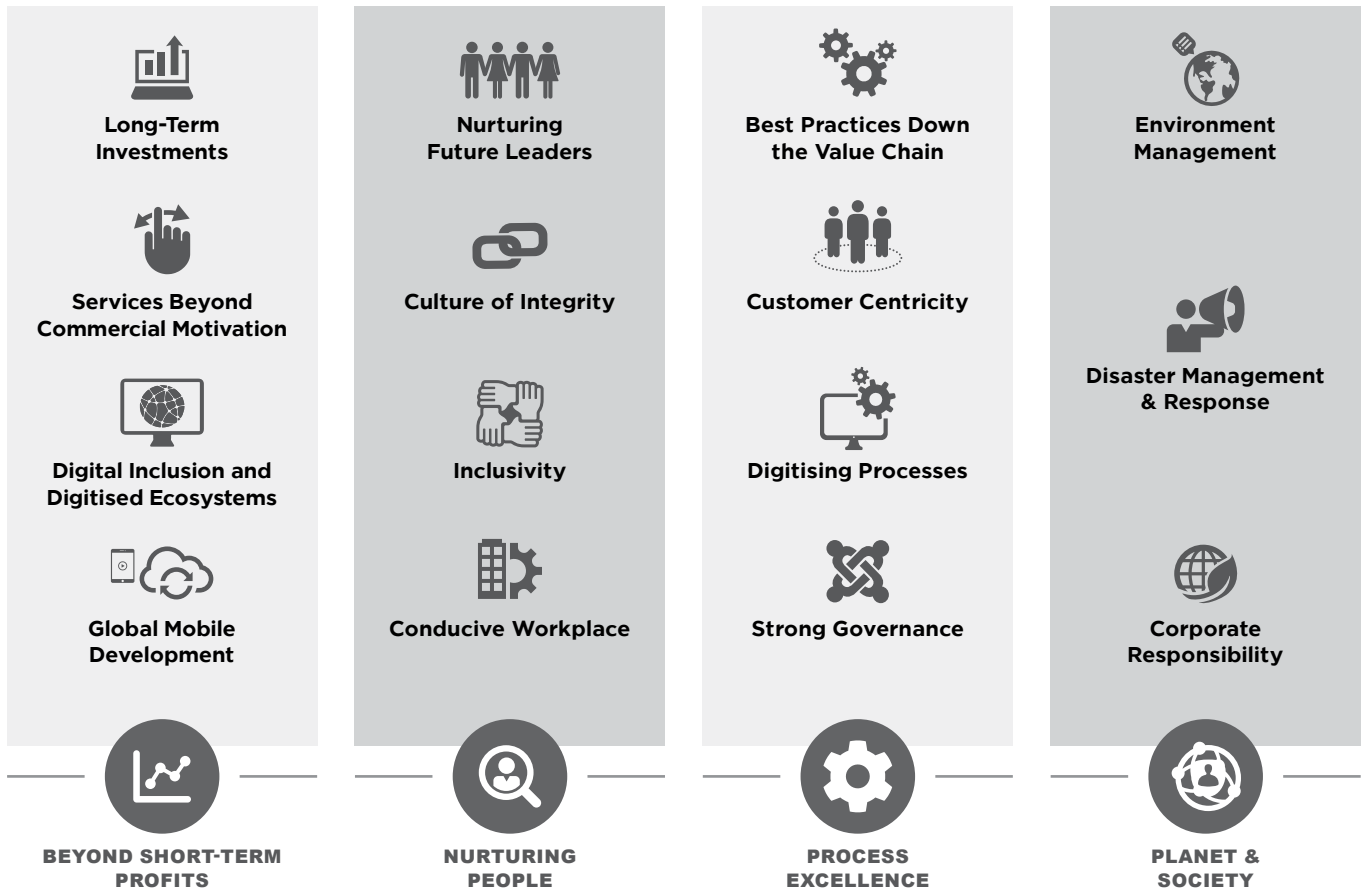 Long-Term
Investments
Services Beyond
Commercial Motivation
Digital Inclusion and
Digitised Ecosystems
Global Mobile
Development
BEYOND SHORT-TERM
PROFITS
Nurturing
Future Leaders
Culture of Integrity
Inclusivity
Conducive Workplace
NURTURING
PEOPLE
Best Practices Down
the Value Chain
Customer Centricity
Digitising Processes
Strong Governance
PROCESS
EXCELLENCE
Environment
Management
Disaster Management
& Response
Corporate
Responsibility
PLANET &
SOCIETY